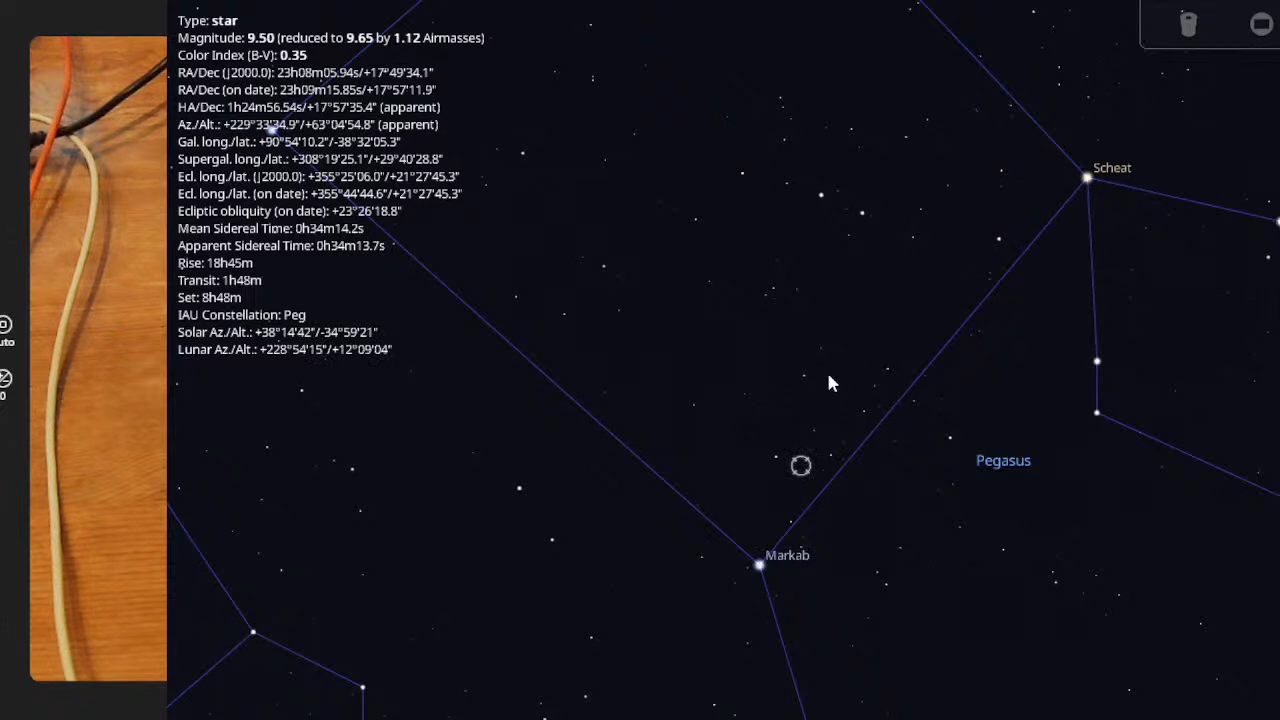 Type: star
Magnitude: 9.50 (reduced to 9.65 by 1.12 Airmasses)
Color Index (B-V): 0.35
RA/Dec (J2000.0): 23h08m05.94s/+17°49'34.1"
RA/Dec (on date): 23h09m15.85s/+17°57'11.9"
HA/Dec: 1h24m56.54s/+17°57'35.4" (apparent)
Az./Alt.: +229°33'34.9"/+63°04'54.8" (apparent)
Gal. long./lat.: +90°54'10.2"/-38°32'05.3"
Supergal. long./lat.: +308°19'25.1"/+29°40'28.8"
Ecl. long./lat. (J2000.0): +355°25'06.0"/+21°27'45.3"
Ecl. long./lat. (on date): +355°44'44.6"/+21°27'45.3"
Ecliptic obliquity (on date): +23°26'18.8"
Mean Sidereal Time: 0h34m14.2s
Apparent Sidereal Time: 0h34m13.7s
Rise: 18h45m
Transit: 1h48m
Set: 8h48m
IAU Constellation: Peg
Solar Az./Alt.: +38°14'42"/-34°59'21"
Lunar Az./Alt.: +228°54'15"/+12°09'04"
Scheat
Pegasus
Markab
uto
0